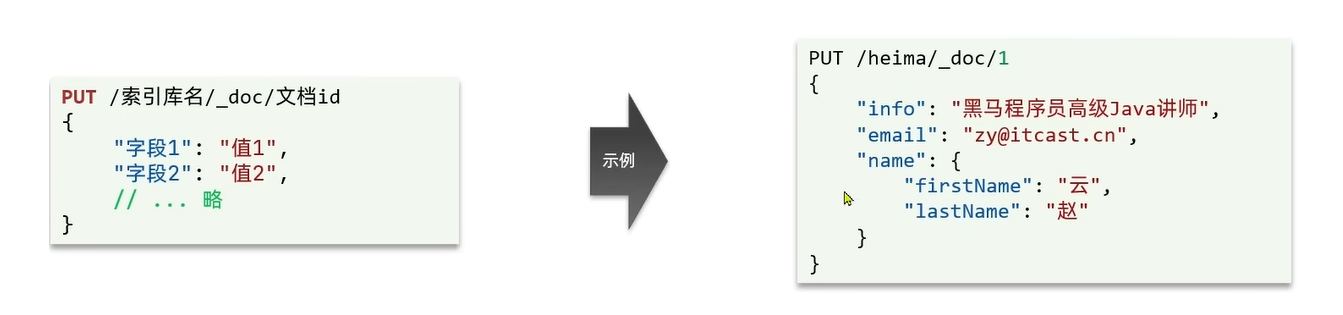 PUT /索引库名/_doc/文档id
{
    "字段1": "值1",
    "字段2": "值2",
    // ... 略
}
示例
PUT /heima/_doc/1
{
    "info": "黑马程序员高级Java讲师",
    "email": "zy@itcast.cn",
    "name": {
        "firstName": "云",
        "lastName": "赵"
    }
}